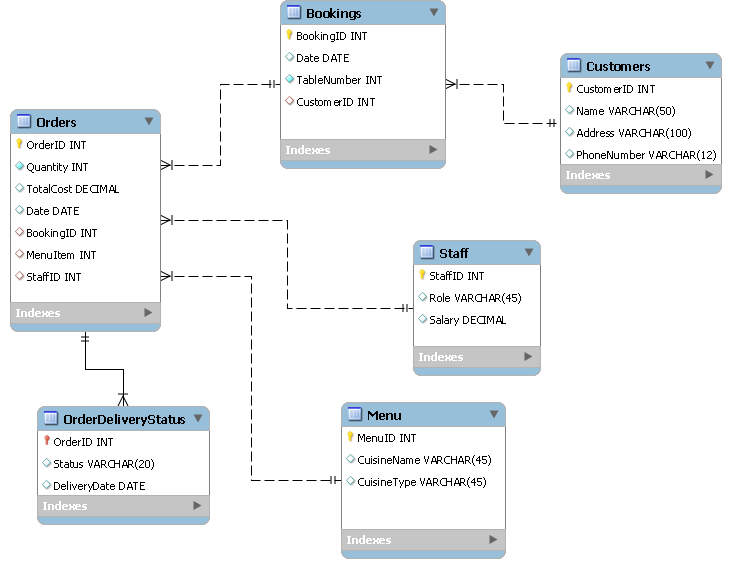 Bookings
BookingID INT
Date DATE
TableNumber INT
CustomerID INT
Indexes
Customers
CustomerID INT
Name VARCHAR(50)
Address VARCHAR(100)
PhoneNumber VARCHAR(12)
Indexes
Orders
OrderID INT
Quantity INT
TotalCost DECIMAL
Date DATE
BookingID INT
MenuItem INT
StaffID INT
Indexes
Staff
StaffID INT
Role VARCHAR(45)
Salary DECIMAL
Indexes
OrderDeliveryStatus
OrderID INT
Status VARCHAR(20)
DeliveryDate DATE
Indexes
Menu
MenuID INT
CuisineName VARCHAR(45)
CuisineType VARCHAR(45)
Indexes